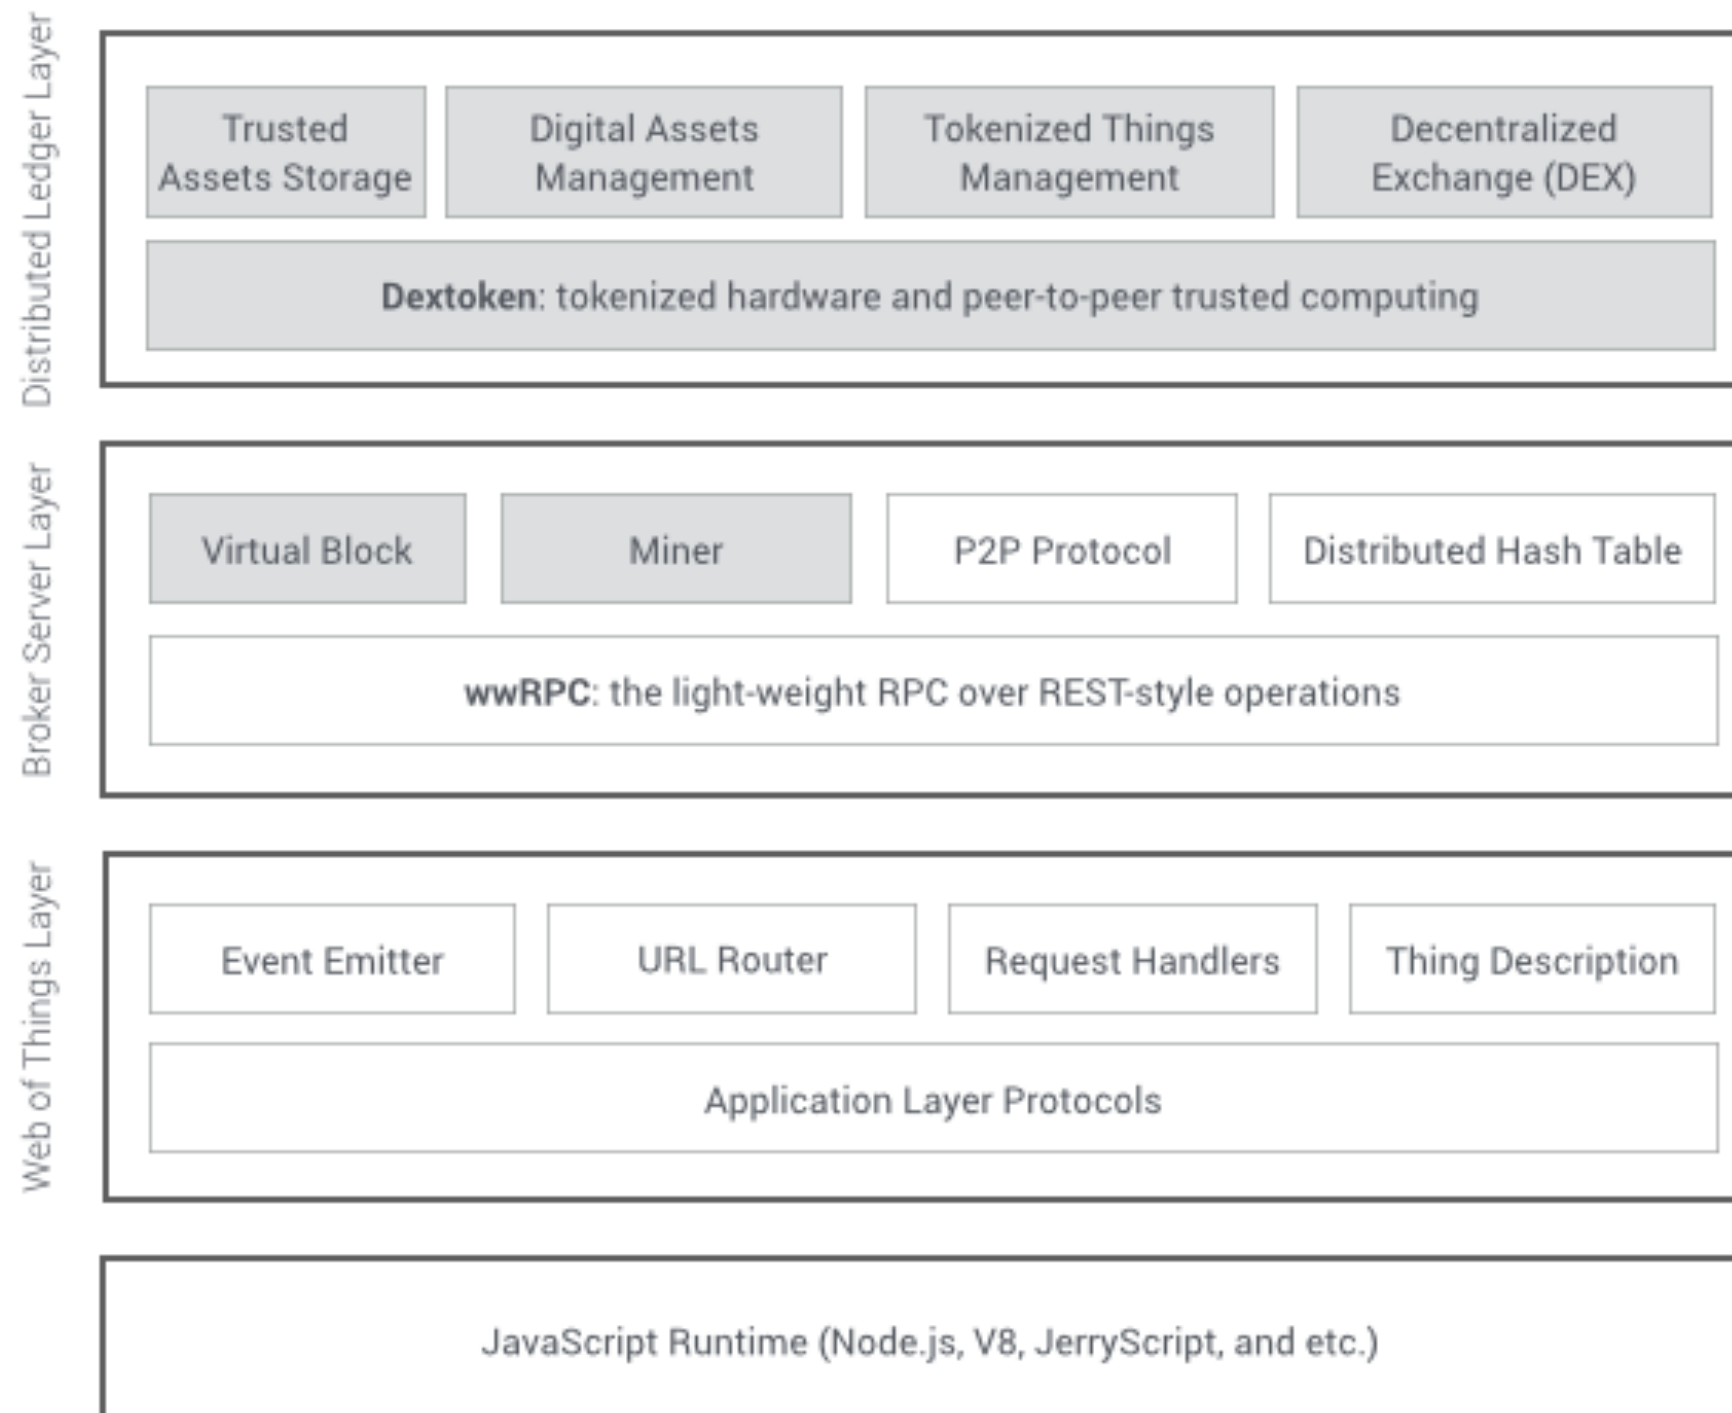 Distributed Ledger Layer
Trusted
Assets Storage
Digital Assets
Management
Tokenized Things
Management
Decentralized
Exchange (DEX)
Dextoken: tokenized hardware and peer-to-peer trusted computing
Broker Server Layer
Virtual Block
Miner
P2P Protocol
Distributed Hash Table
wwRPC: the light-weight RPC over REST-style operations
Web of Things Layer
Event Emitter
URL Router
Request Handlers
Thing Description
Application Layer Protocols
JavaScript Runtime (Node.js, V8, JerryScript, and etc.)